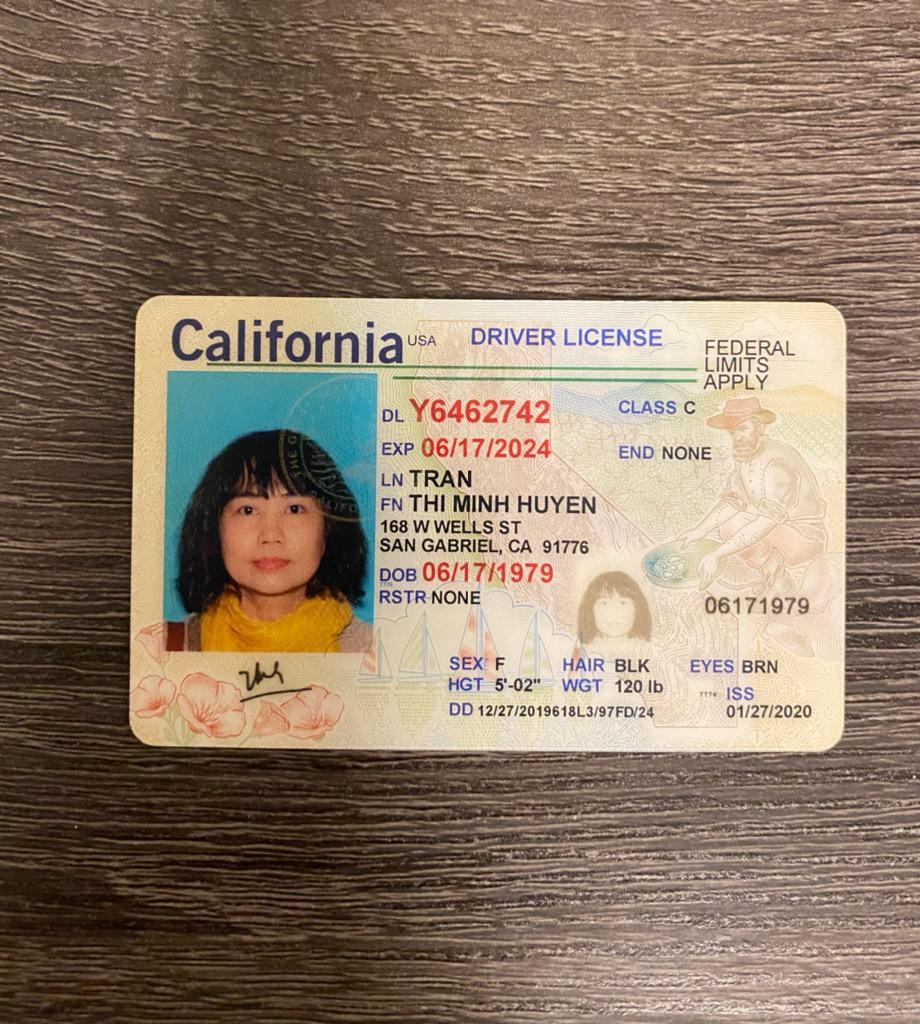 California USA DRIVER LICENSE
FEDERAL
LIMITS
APPLY
DL Y6462742
CLASS C
EXP 06/17/2024
END NONE
LN TRAN
FN THI MINH HUYEN
168 W WELLS ST
SAN GABRIEL, CA 91776
DOB 06/17/1979
RSTR NONE
06171979
SEX F HAIR BLK EYES BRN
HGT 5'-02" WGT 120 lb
ISS
DD 12/27/2019618L3/97FD/24
01/27/2020